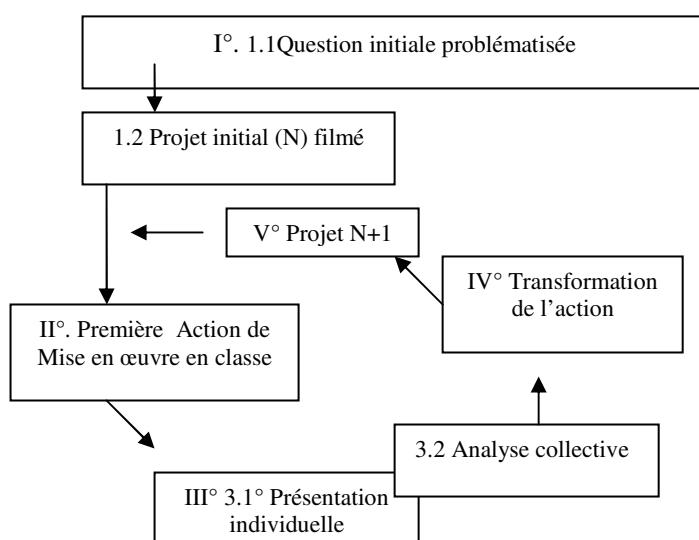 I°. 1.1Question initiale problématisée
1.2 Projet initial (N) filmé
V° Projet N+1
IV° Transformation
de l’action
II°. Première Action de
Mise en œuvre en classe
3.2 Analyse collective
III° 3.1° Présentation
individuelle